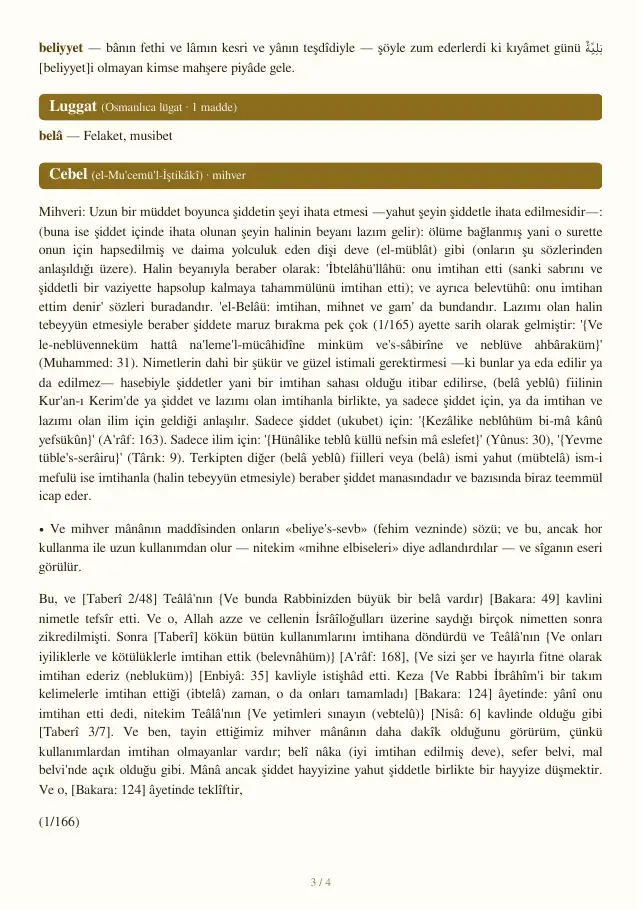 beliyyet — bânın fethi ve lâmın kesri ve yânın teşdîdiyle — şöyle zum ederlerdi ki kıyâmet günü بَلِيَّةٌ
[beliyyet]i olmayan kimse mahşere piyâde gele.
Luggat (Osmanlıca lügat · 1 madde)
belâ — Felaket, musibet
Cebel (el-Mu'cemü'l-İştikâkî) · mihver
Mihveri: Uzun bir müddet boyunca şiddetin şeyi ihata etmesi —yahut şeyin şiddetle ihata edilmesidir—:
(buna ise şiddet içinde ihata olunan şeyin halinin beyanı lazım gelir): ölüme bağlanmış yani o surette
onun için hapsedilmiş ve daima yolculuk eden dişi deve (el-müblât) gibi (onların şu sözlerinden
anlaşıldığı üzere). Halin beyanıyla beraber olarak: 'İbtelâhü'llâhü: onu imtihan etti (sanki sabrını ve
şiddetli bir vaziyette hapsolup kalmaya tahammülünü imtihan etti); ve ayrıca belevtühû: onu imtihan
ettim denir' sözleri buradandır. 'el-Belâü: imtihan, mihnet ve gam' da bundandır. Lazımı olan halin
tebeyyün etmesiyle beraber şiddete maruz bırakma pek çok (1/165) ayette sarih olarak gelmiştir: '{Ve
le-neblüvenneküm hattâ na'leme'l-mücâhidîne minküm ve's-sâbirîne ve neblüve ahbâraküm}'
(Muhammed: 31). Nimetlerin dahi bir şükür ve güzel istimali gerektirmesi —ki bunlar ya eda edilir ya
da edilmez— hasebiyle şiddetler yani bir imtihan sahası olduğu itibar edilirse, (belâ yeblû) fiilinin
Kur'an-ı Kerim'de ya şiddet ve lazımı olan imtihanla birlikte, ya sadece şiddet için, ya da imtihan ve
lazımı olan ilim için geldiği anlaşılır. Sadece şiddet (ukubet) için: '{Kezâlike neblûhüm bi-mâ kânû
yefsükûn}' (A'râf: 163). Sadece ilim için: '{Hünâlike teblû küllü nefsin mâ eslefet}' (Yûnus: 30), '{Yevme
tüble's-serâiru}' (Târık: 9). Terkipten diğer (belâ yeblû) fiilleri veya (belâ) ismi yahut (mübtelâ) ism-i
mefulü ise imtihanla (halin tebeyyün etmesiyle) beraber şiddet manasındadır ve bazısında biraz teemmül
icap eder.
• Ve mihver mânânın maddîsinden onların «beliye's-sevb» (fehim vezninde) sözü; ve bu, ancak hor
kullanma ile uzun kullanımdan olur — nitekim «mihne elbiseleri» diye adlandırdılar — ve sîganın eseri
görülür.
Bu, ve [Taberî 2/48] Teâlâ'nın {Ve bunda Rabbinizden büyük bir belâ vardır} [Bakara: 49] kavlini
nimetle tefsîr etti. Ve o, Allah azze ve cellenin İsrâîloğulları üzerine saydığı birçok nimetten sonra
zikredilmişti. Sonra [Taberî] kökün bütün kullanımlarını imtihana döndürdü ve Teâlâ'nın {Ve onları
iyiliklerle ve kötülüklerle imtihan ettik (belevnâhüm)} [A'râf: 168], {Ve sizi şer ve hayırla fitne olarak
imtihan ederiz (nebluküm)} [Enbiyâ: 35] kavliyle istişhâd etti. Keza {Ve Rabbi İbrâhîm'i bir takım
kelimelerle imtihan ettiği (ibtelâ) zaman, o da onları tamamladı} [Bakara: 124] âyetinde: yânî onu
imtihan etti dedi, nitekim Teâlâ'nın {Ve yetimleri sınayın (vebtelû)} [Nisâ: 6] kavlinde olduğu gibi
[Taberî 3/7]. Ve ben, tayin ettiğimiz mihver mânânın daha dakîk olduğunu görürüm, çünkü
kullanımlardan imtihan olmayanlar vardır; belî nâka (iyi imtihan edilmiş deve), sefer belvi, mal
belvi'nde açık olduğu gibi. Mânâ ancak şiddet hayyizine yahut şiddetle birlikte bir hayyize düşmektir.
Ve o, [Bakara: 124] âyetinde teklîftir,
(1/166)
3 / 4